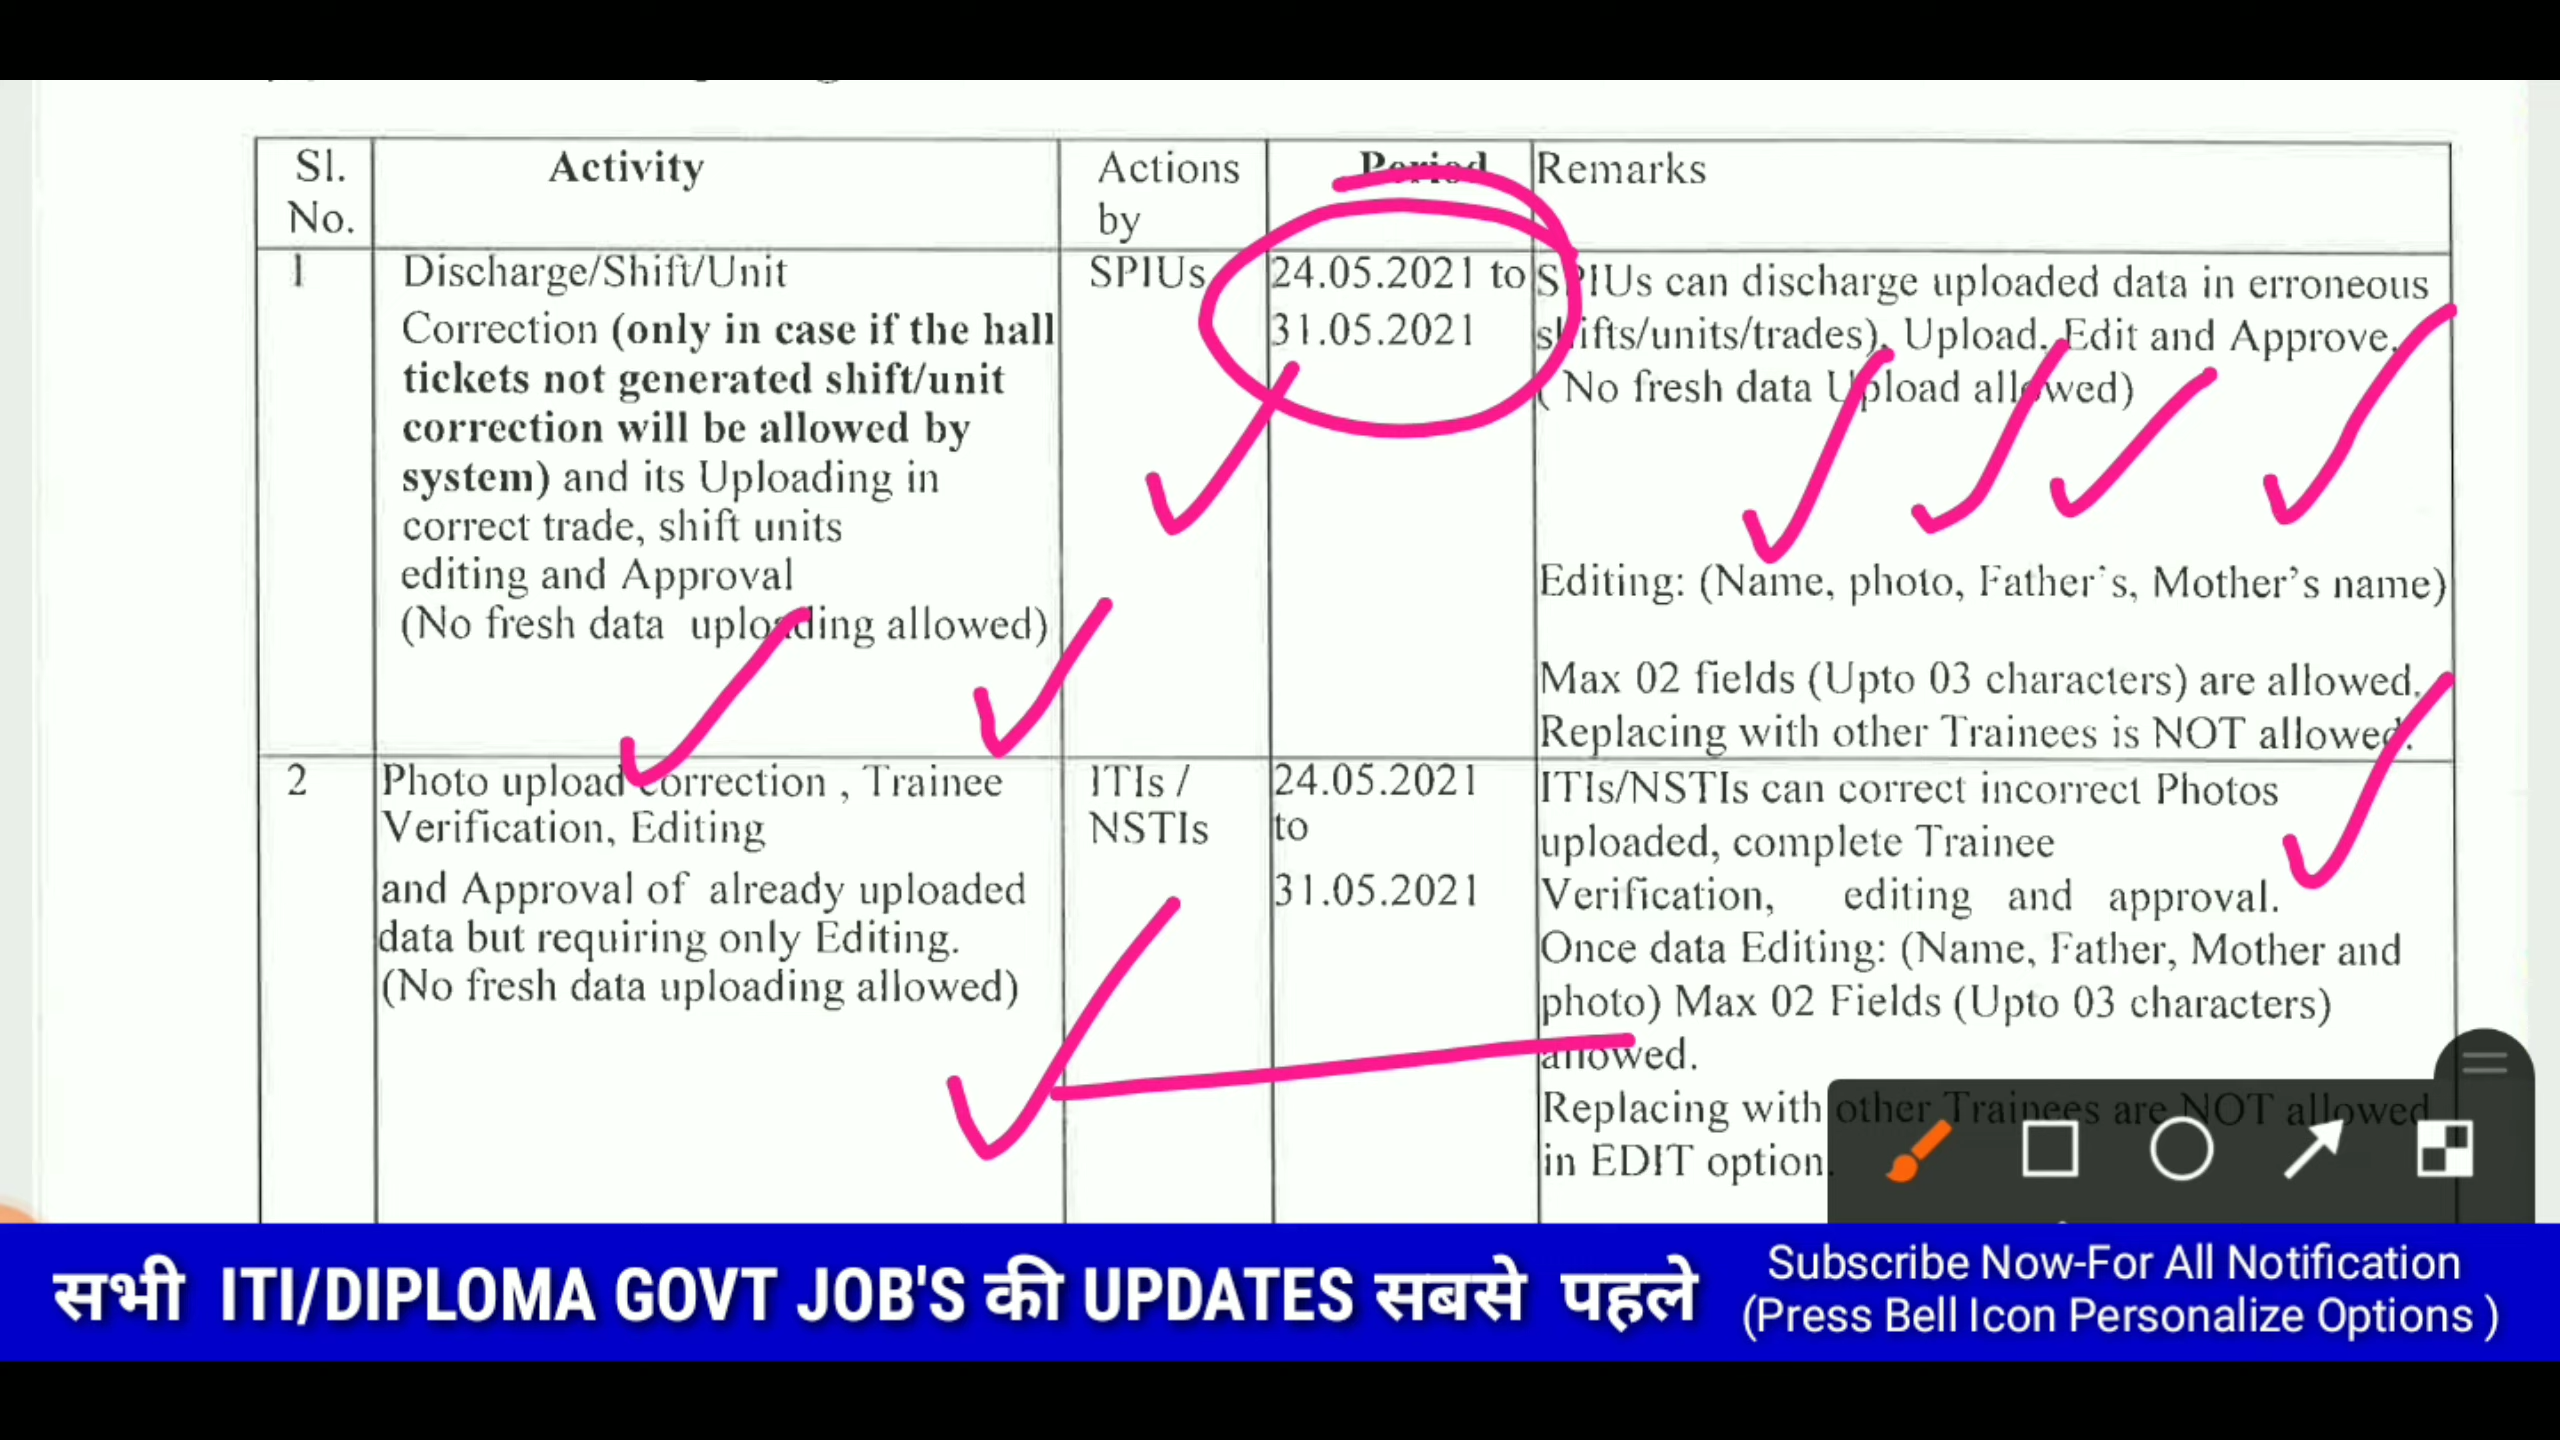 Sl.
No.
Activity
Actions
by
Period
Remarks
1
Discharge/Shift/Unit
Correction (only in case if the hall
tickets not generated shift/unit
correction will be allowed by
system) and its Uploading in
correct trade, shift units
editing and Approval
(No fresh data uploading allowed)
SPIUs
24.05.2021 to
31.05.2021
SPIUs can discharge uploaded data in erroneous
shifts/units/trades), Upload, Edit and Approve.
( No fresh data Upload allowed)
Editing: (Name, photo, Father's, Mother's name)
Max 02 fields (Upto 03 characters) are allowed.
Replacing with other Trainees is NOT allowed.
2
Photo upload correction , Trainee
Verification, Editing
and Approval of already uploaded
data but requiring only Editing.
(No fresh data uploading allowed)
ITIs /
NSTIs
24.05.2021
to
31.05.2021
ITIs/NSTIs can correct incorrect Photos
uploaded, complete Trainee
Verification, editing and approval.
Once data Editing: (Name, Father, Mother and
photo) Max 02 Fields (Upto 03 characters)
allowed.
Replacing with other Trainees are NOT allowed
in EDIT option.
सभी ITI/DIPLOMA GOVT JOB'S की UPDATES सबसे पहले
Subscribe Now-For All Notification
(Press Bell Icon Personalize Options )